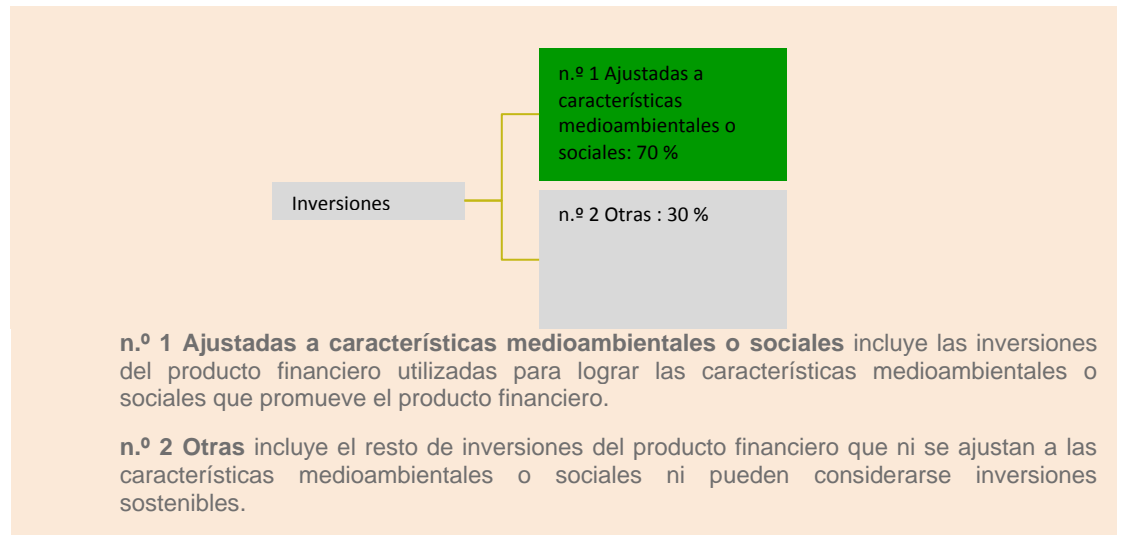 n.º 1 Ajustadas a
características
medioambientales o
sociales: 70 %
Inversiones
n.º 2 Otras : 30 %
n.º 1 Ajustadas a características medioambientales o sociales incluye las inversiones
del producto financiero utilizadas para lograr las características medioambientales o
sociales que promueve el producto financiero.
n.º 2 Otras incluye el resto de inversiones del producto financiero que ni se ajustan a las
características medioambientales o sociales ni pueden considerarse inversiones
sostenibles.